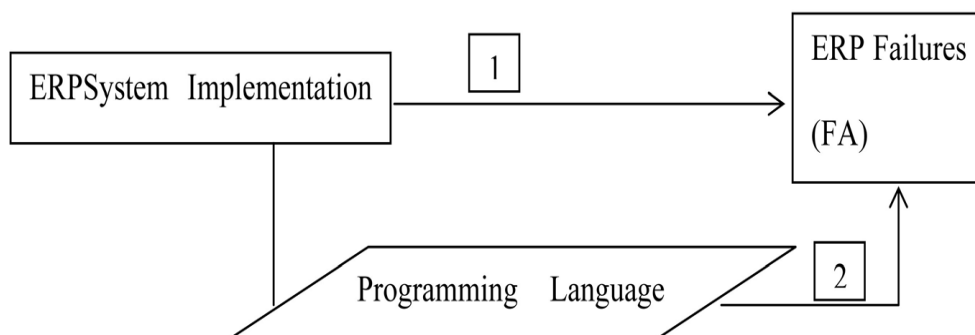 ERPSystem Implementation
1
ERP Failures
(FA)
Programming Language
2